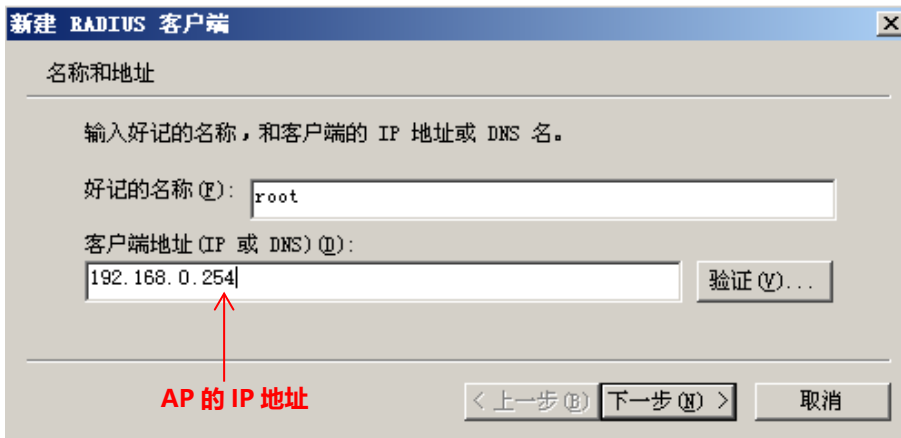 新建 RADIUS 客户端
名称和地址
输入好记的名称，和客户端的 IP 地址或 DNS 名。
好记的名称(F): root
客户端地址(IP 或 DNS)(D):
192.168.0.254 验证(V)...
AP 的 IP 地址
< 上一步(B) 下一步(N) > 取消